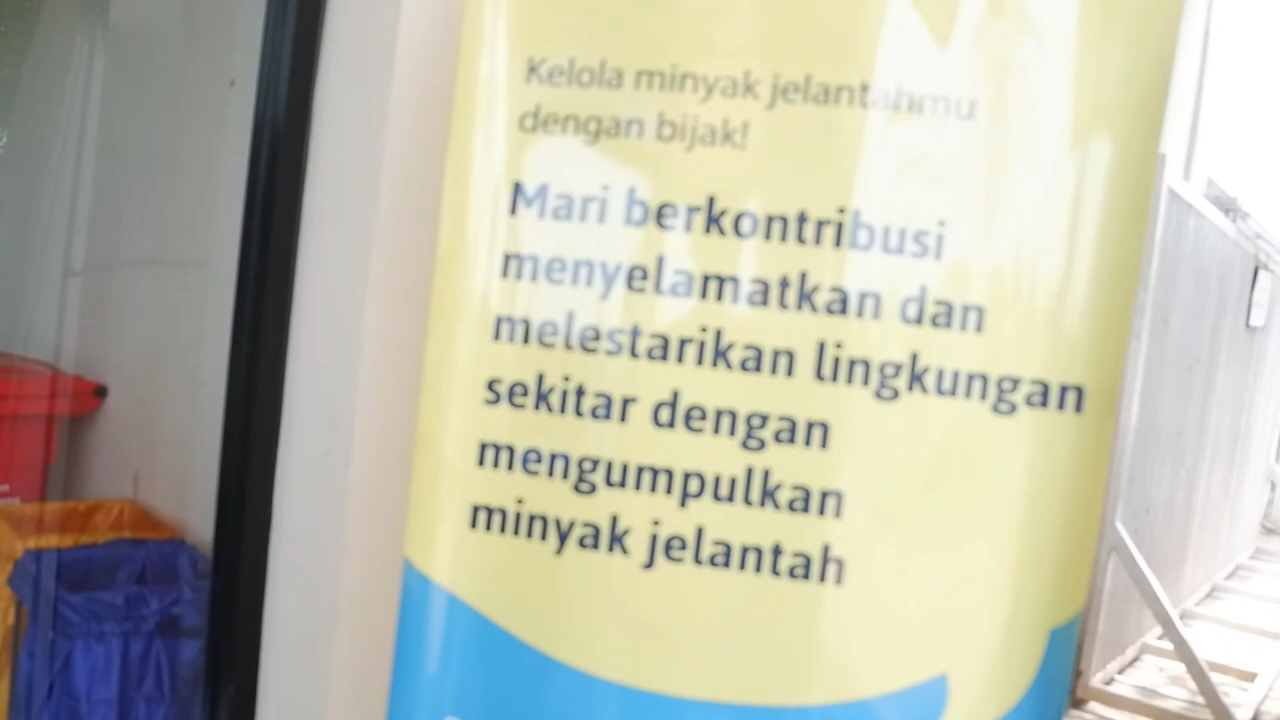 Kelola minyak jelantahmu
dengan bijak!
Mari berkontribusi
menyelamatkan dan
melestarikan lingkungan
sekitar dengan
mengumpulkan
minyak jelantah